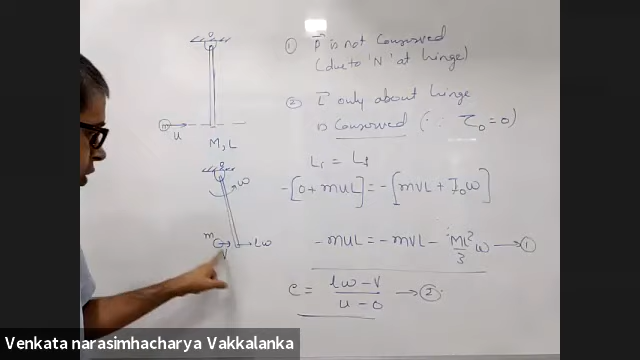 ① P is not Conserved
(due to 'N' at hinge)
② L only about hinge
is Conserved (∵ τ₀ = 0)
Li = Lf
-[0 + muL] = -[mvL + I₀ω]
-muL = -mvL - ML²/3 ω → ①
e = lω - v / u - 0 → ②
o
u
M, L
o
ω
m
v
lω
Venkata narasimhacharya Vakkalanka